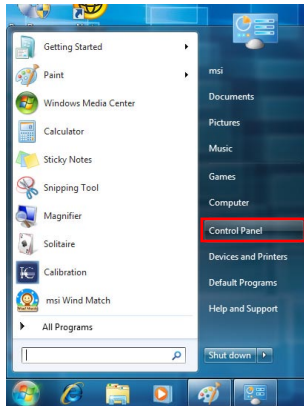 Getting Started
Paint
Windows Media Center
Calculator
Sticky Notes
Snipping Tool
Magnifier
Solitaire
Calibration
msi Wind Match
All Programs
msi
Documents
Pictures
Music
Games
Computer
Control Panel
Devices and Printers
Default Programs
Help and Support
Shut down